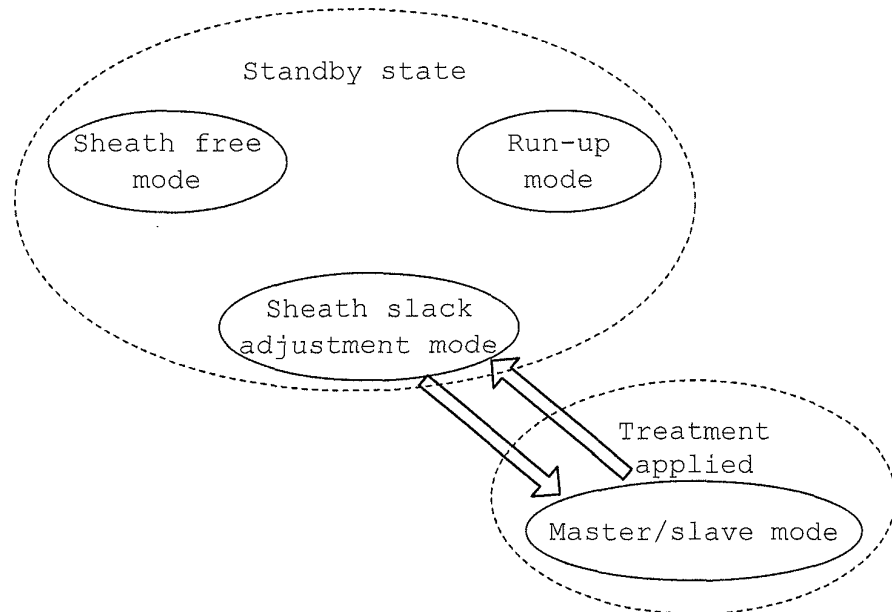 Standby state
Sheath free
mode
Run-up
mode
Sheath slack
adjustment mode
Treatment
applied
Master/slave mode